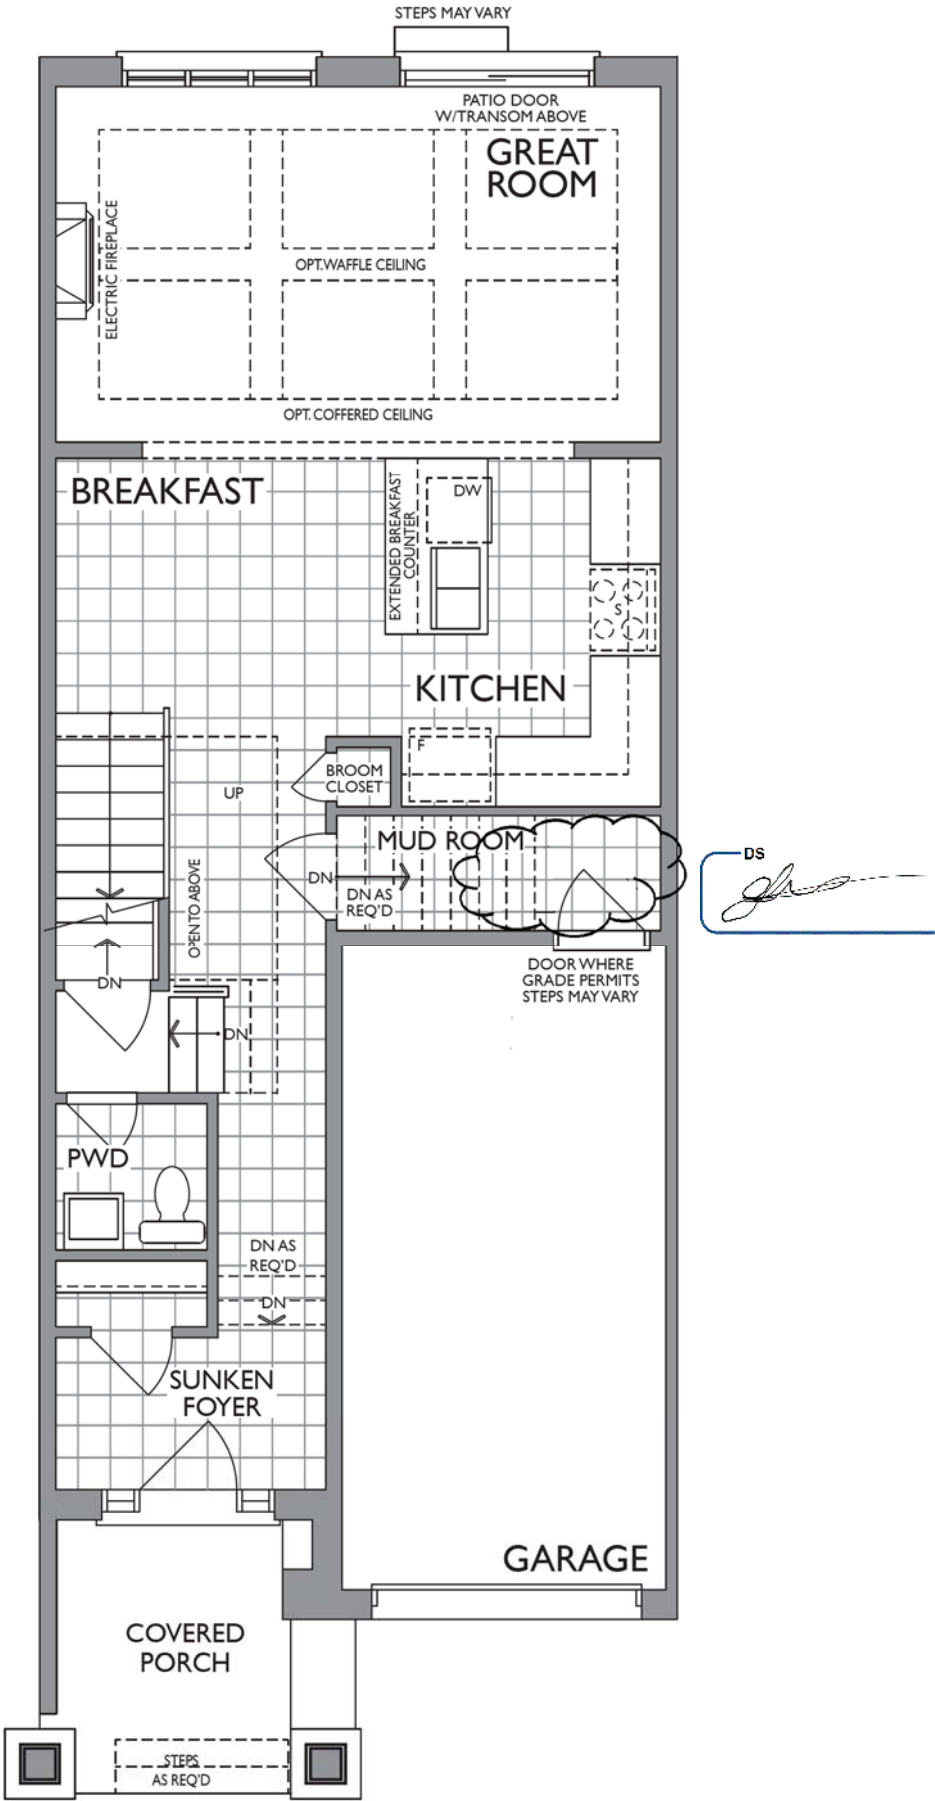 STEPS MAY VARY
PATIO DOOR
W/TRANSOM ABOVE
GREAT
ROOM
ELECTRIC FIREPLACE
OPT.WAFFLE CEILING
OPT. COFFERED CEILING
BREAKFAST
EXTENDED BREAKFAST
COUNTER
DW
S
KITCHEN
F
BROOM
CLOSET
UP
MUD ROOM
DN
DN AS
REQ'D
DS
OPEN TO ABOVE
DN
DOOR WHERE
GRADE PERMITS
STEPS MAY VARY
DN
PWD
DN AS
REQ'D
DN
SUNKEN
FOYER
GARAGE
COVERED
PORCH
STEPS
AS REQ'D